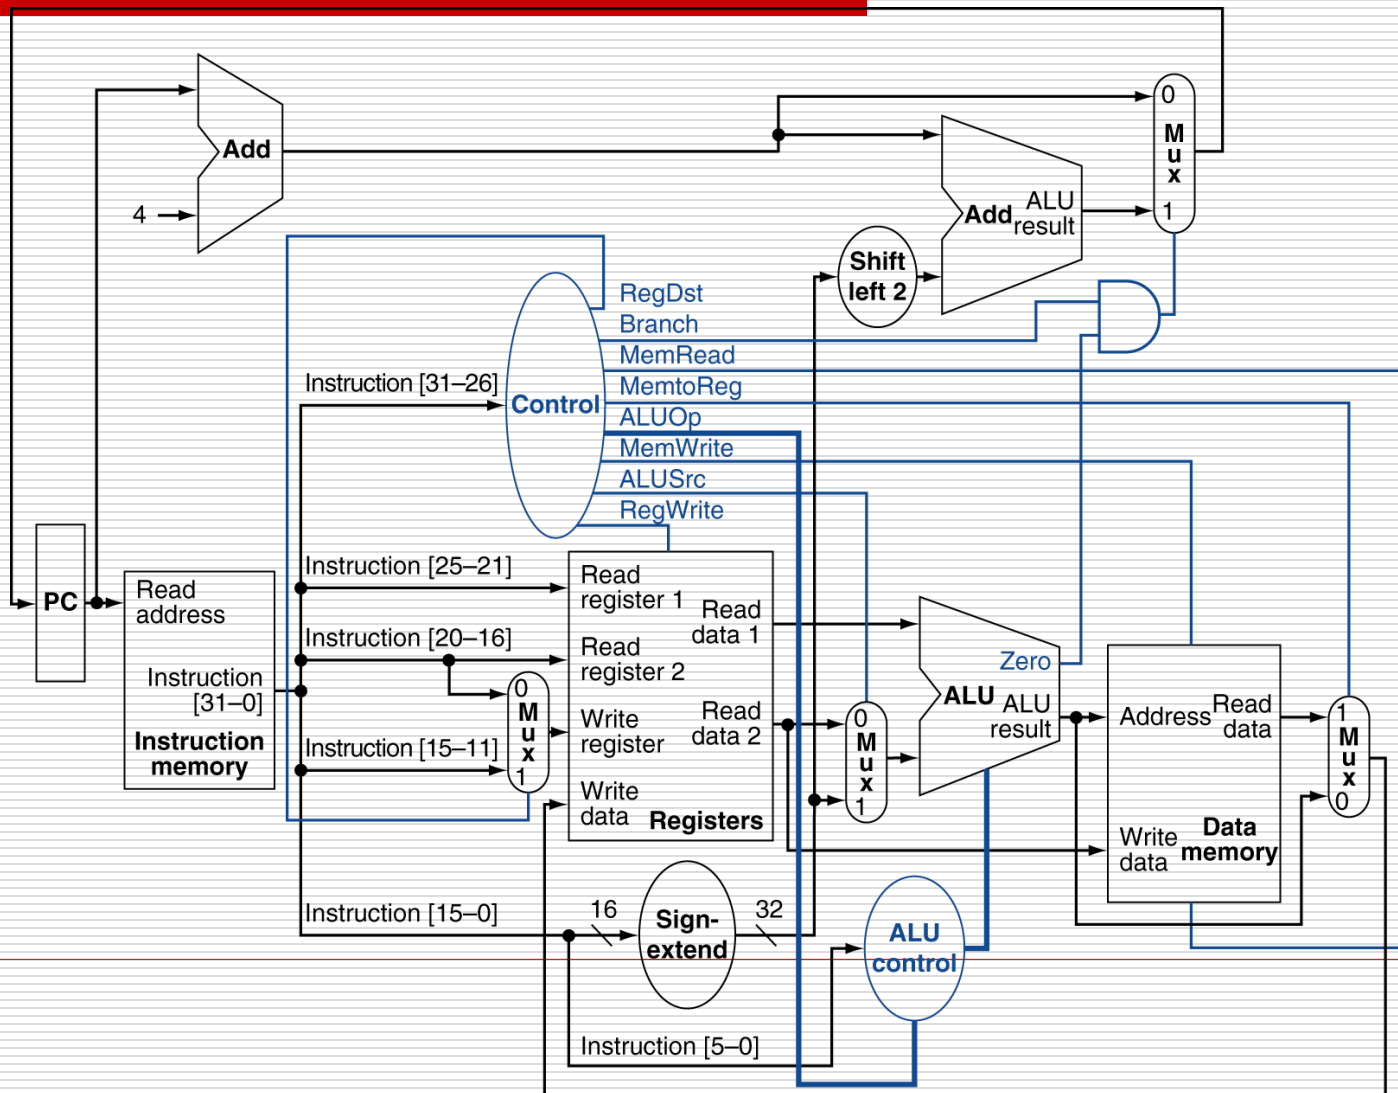 0
M
u
x
1
Add
4
Add
ALU
result
Shift
left 2
RegDst
Branch
MemRead
MemtoReg
ALUOp
MemWrite
ALUSrc
RegWrite
Instruction [31–26]
Control
PC
Read
address
Instruction
[31–0]
Instruction
memory
Instruction [25–21]
Instruction [20–16]
Instruction [15–11]
0
M
u
x
1
Read
register 1
Read
register 2
Write
register
Write
data
Read
data 1
Read
data 2
Registers
0
M
u
x
1
Zero
ALU
ALU
result
Address
Read
data
Write
data
Data
memory
1
M
u
x
0
Instruction [15–0]
16
Sign-
extend
32
ALU
control
Instruction [5–0]